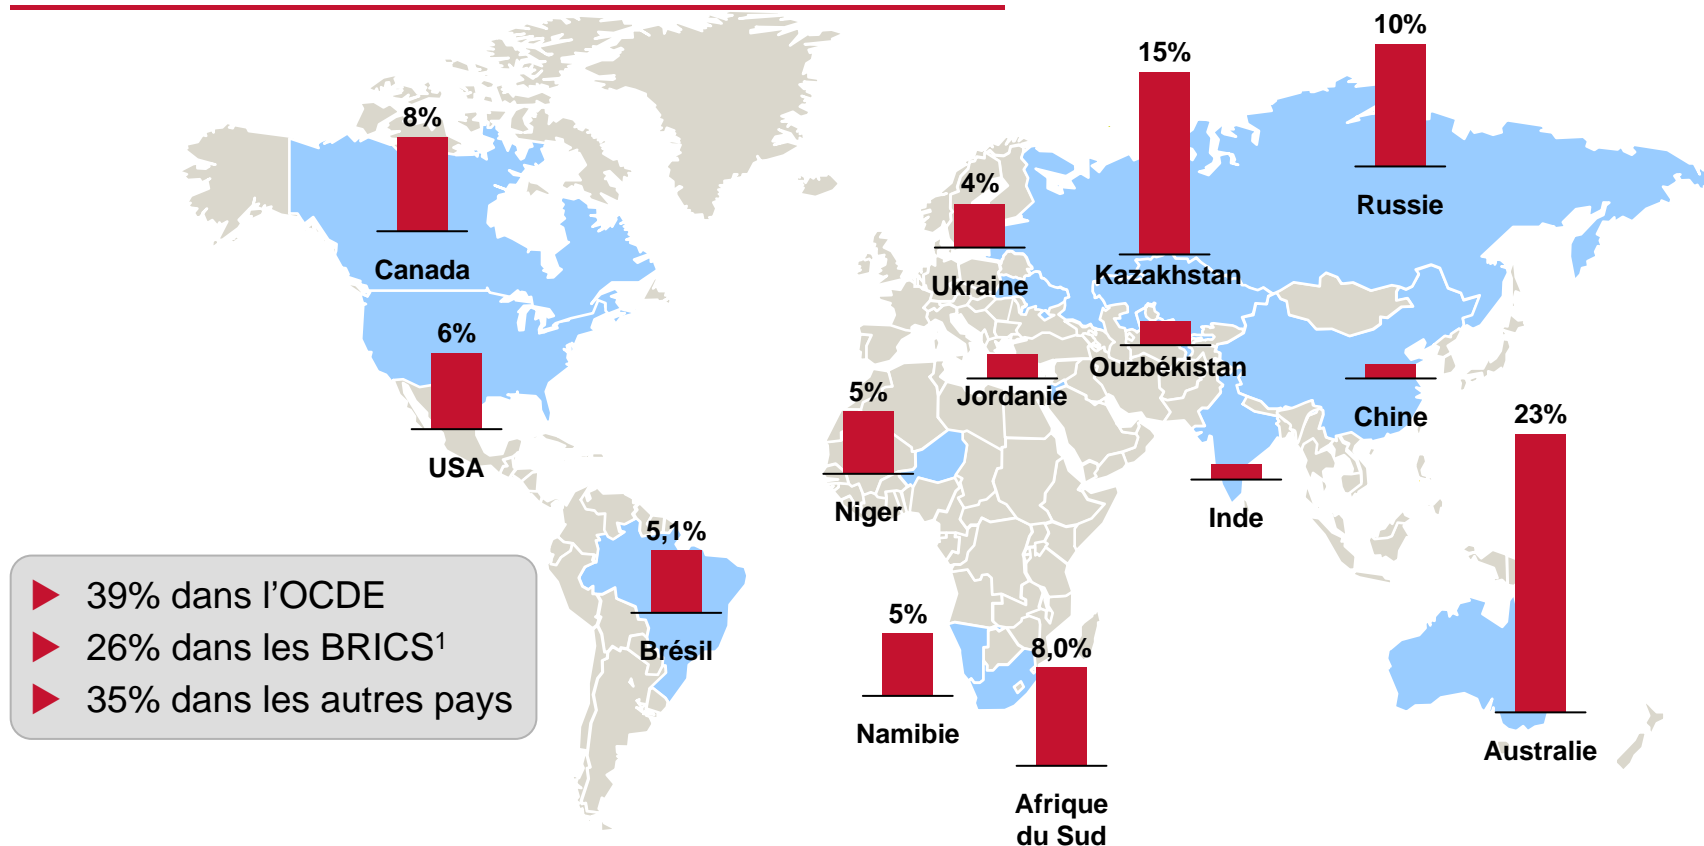 10%
15%
8%
4%
Russie
Canada
Kazakhstan
Ukraine
6%
Ouzbékistan
5%
Jordanie
Chine
23%
USA
Niger
Inde
5,1%
39% dans l’OCDE
26% dans les BRICS¹
35% dans les autres pays
Brésil
5%
8,0%
Namibie
Australie
Afrique
du Sud